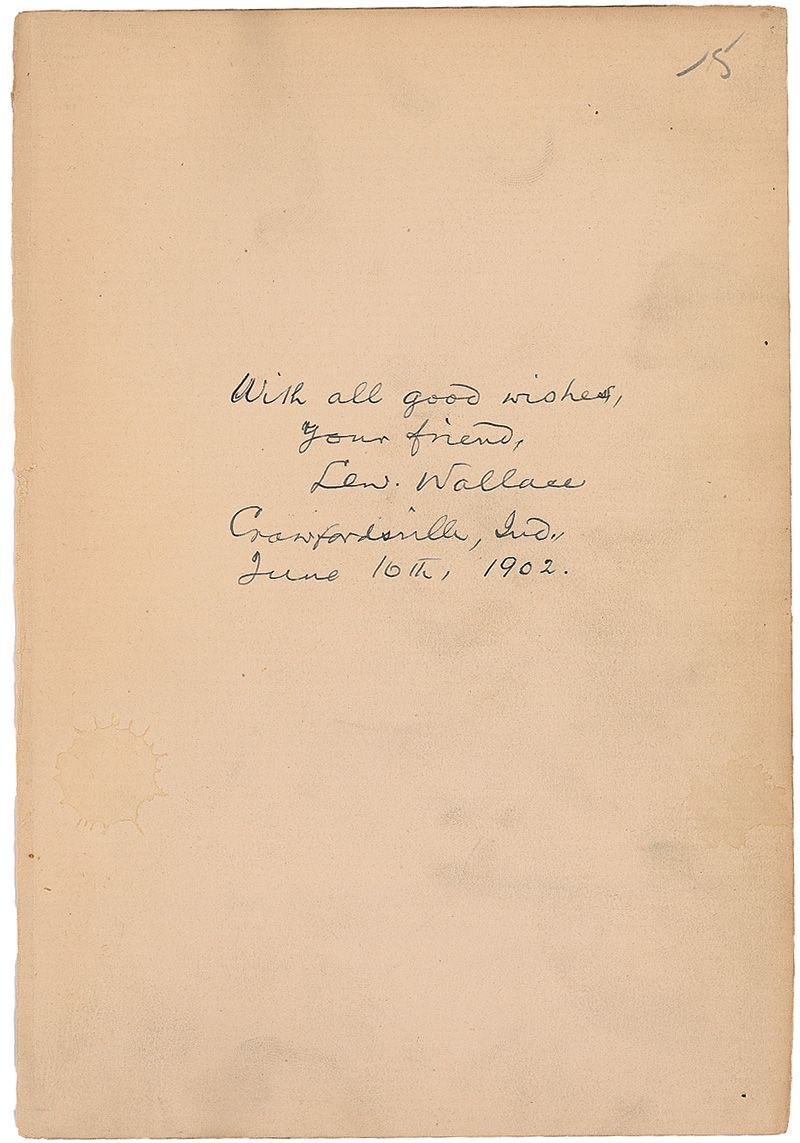 15
With all good wishes,
Your friend,
Lew. Wallace
Crawfordsville, Ind.,
June 16th, 1902.